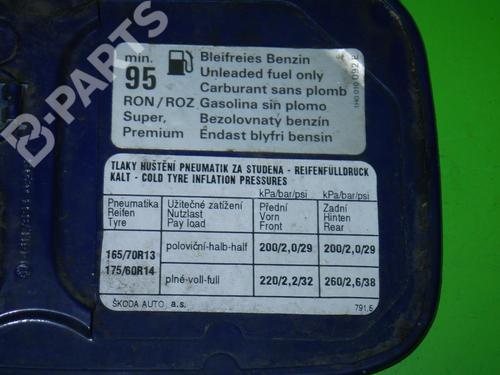 min.
95
RON/ROZ
Super,
Premium
Bleifreies Benzin
Unleaded fuel only
Carburant sans plomb
Gasolina sin plomo
Bezolovnatý benzín
Endast blyfri bensin
TLAKY HUŠTĚNÍ PNEUMATIK ZA STUDENA - REIFENFÜLLDRUCK
KALT - COLD TYRE INFLATION PRESSURES
kPa/bar/psi kPa/bar/psi
Pneumatika Užitečné zatížení Přední Zadní
Reifen Nutzlast Vorn Hinten
Tyre Pay load Front Rear
165/70R13 poloviční-halb-half 200/2,0/29 200/2,0/29
175/60R14 plné-voll-full 220/2,2/32 260/2,6/38
ŠKODA AUTO a.s. 791,5
B-PARTS